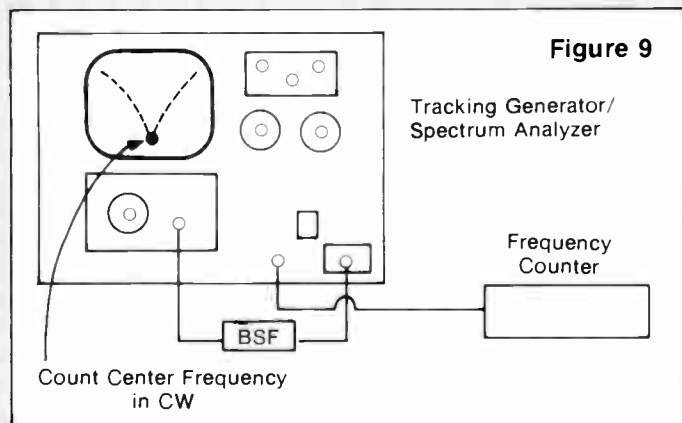 Figure 9
Tracking Generator/
Spectrum Analyzer
Frequency
Counter
BSF
Count Center Frequency
in CW